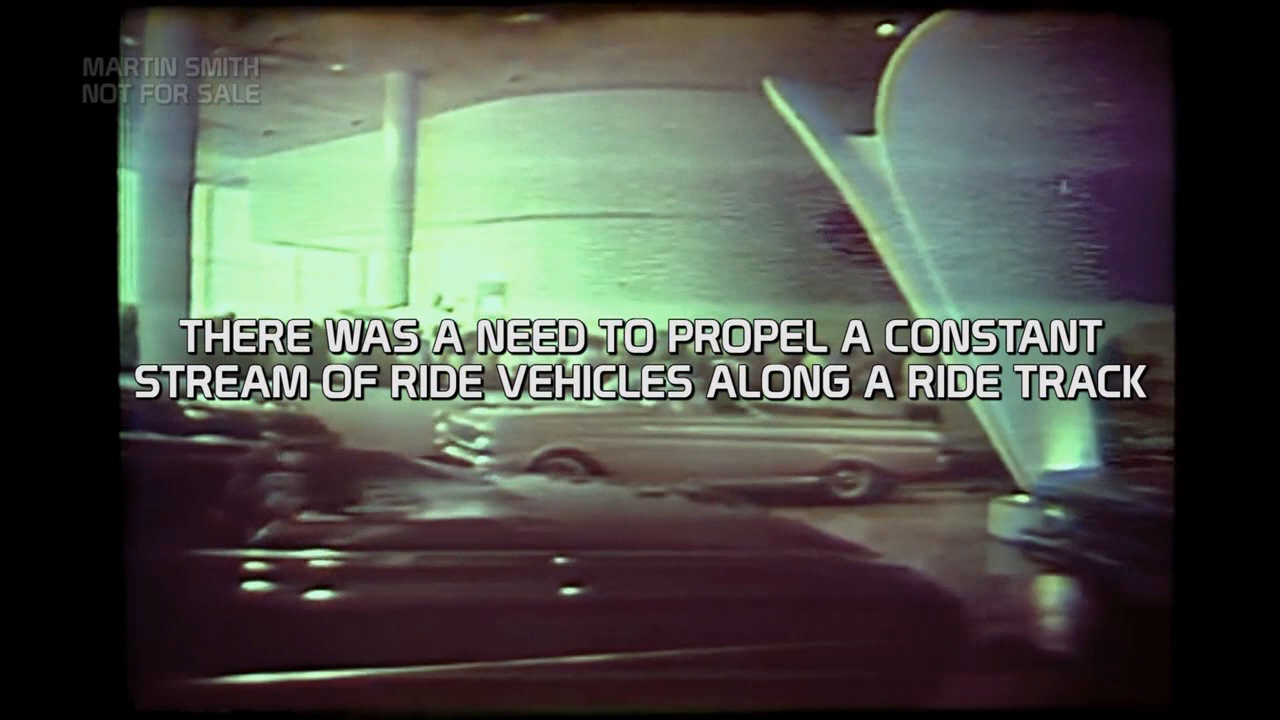 MARTIN SMITH
NOT FOR SALE
THERE WAS A NEED TO PROPEL A CONSTANT
STREAM OF RIDE VEHICLES ALONG A RIDE TRACK